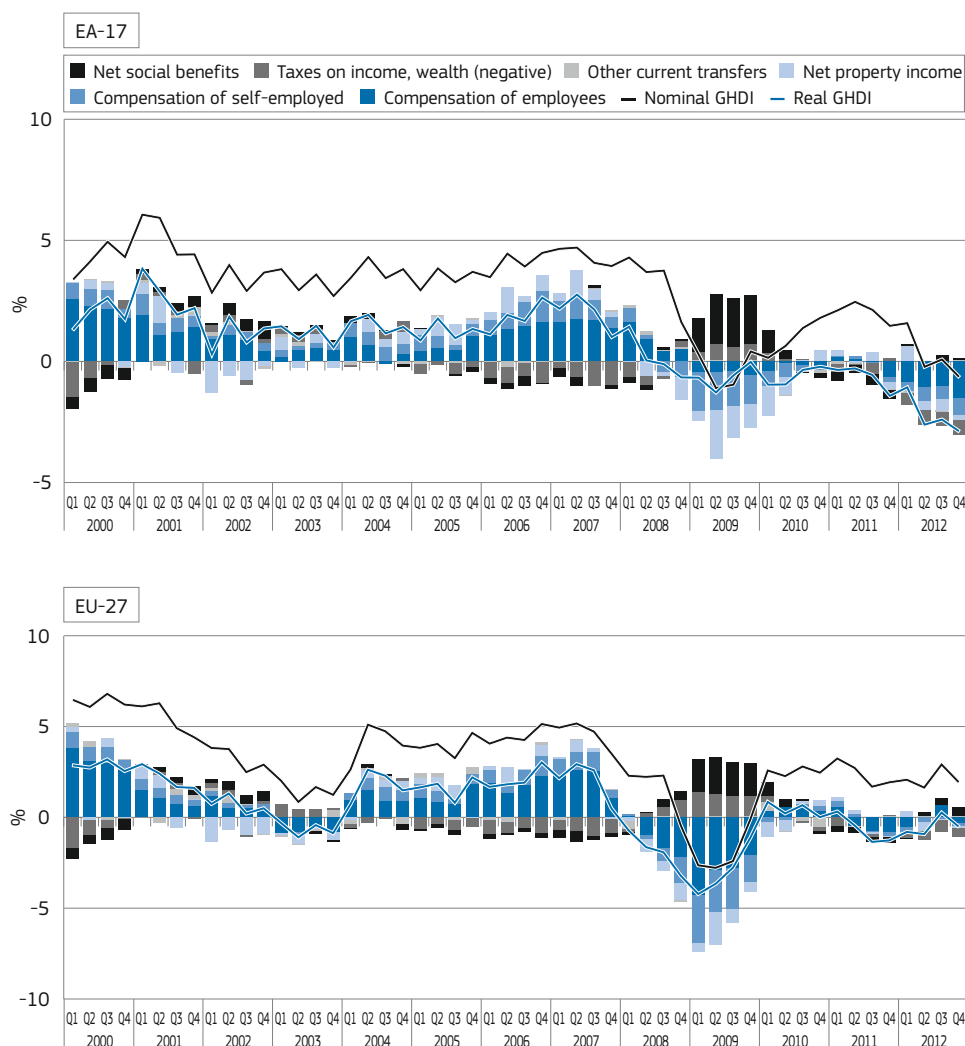 EA-17
Net social benefits Taxes on income, wealth (negative) Other current transfers Net property income
Compensation of self-employed Compensation of employees Nominal GHDI Real GHDI
10
5
%
0
-5
Q1 Q2 Q3 Q4 Q1 Q2 Q3 Q4 Q1 Q2 Q3 Q4 Q1 Q2 Q3 Q4 Q1 Q2 Q3 Q4 Q1 Q2 Q3 Q4 Q1 Q2 Q3 Q4 Q1 Q2 Q3 Q4 Q1 Q2 Q3 Q4 Q1 Q2 Q3 Q4 Q1 Q2 Q3 Q4 Q1 Q2 Q3 Q4 Q1 Q2 Q3 Q4
2000 2001 2002 2003 2004 2005 2006 2007 2008 2009 2010 2011 2012
EU-27
10
5
%
0
-5
-10
Q1 Q2 Q3 Q4 Q1 Q2 Q3 Q4 Q1 Q2 Q3 Q4 Q1 Q2 Q3 Q4 Q1 Q2 Q3 Q4 Q1 Q2 Q3 Q4 Q1 Q2 Q3 Q4 Q1 Q2 Q3 Q4 Q1 Q2 Q3 Q4 Q1 Q2 Q3 Q4 Q1 Q2 Q3 Q4 Q1 Q2 Q3 Q4 Q1 Q2 Q3 Q4
2000 2001 2002 2003 2004 2005 2006 2007 2008 2009 2010 2011 2012